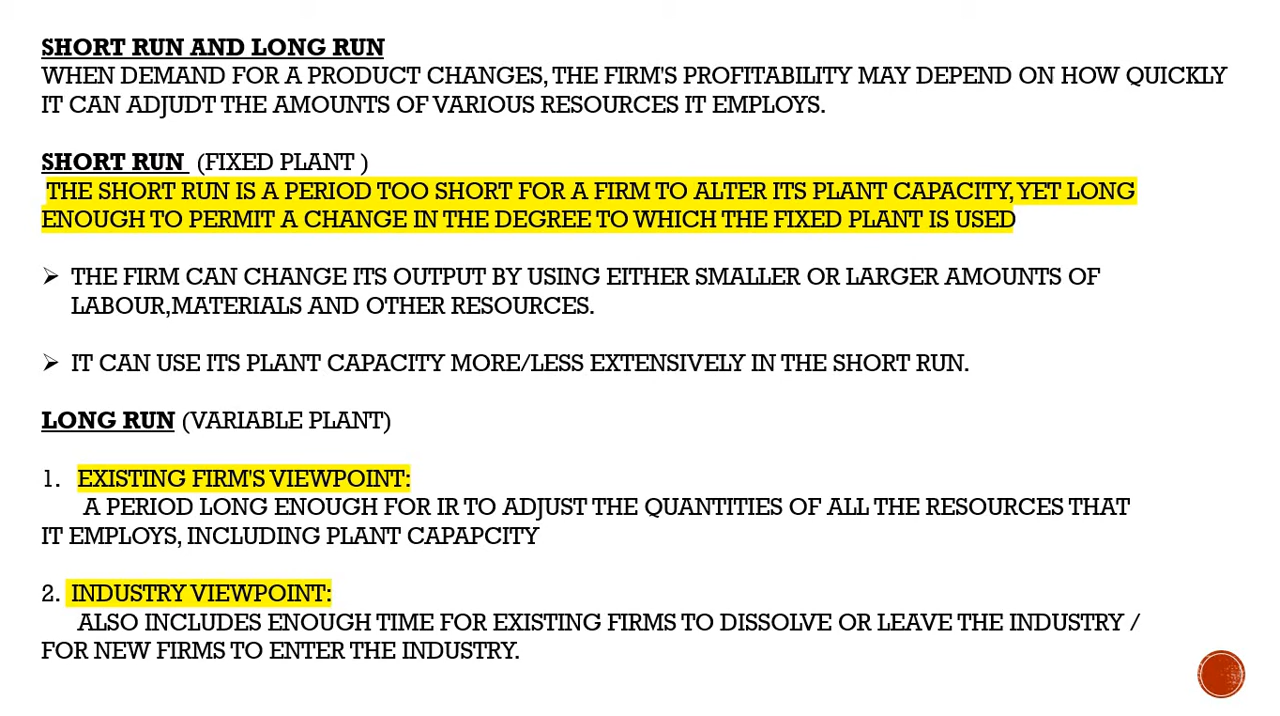 SHORT RUN AND LONG RUN
WHEN DEMAND FOR A PRODUCT CHANGES, THE FIRM'S PROFITABILITY MAY DEPEND ON HOW QUICKLY
IT CAN ADJUDT THE AMOUNTS OF VARIOUS RESOURCES IT EMPLOYS.
SHORT RUN (FIXED PLANT )
THE SHORT RUN IS A PERIOD TOO SHORT FOR A FIRM TO ALTER ITS PLANT CAPACITY, YET LONG
ENOUGH TO PERMIT A CHANGE IN THE DEGREE TO WHICH THE FIXED PLANT IS USED
➢ THE FIRM CAN CHANGE ITS OUTPUT BY USING EITHER SMALLER OR LARGER AMOUNTS OF
LABOUR,MATERIALS AND OTHER RESOURCES.
➢ IT CAN USE ITS PLANT CAPACITY MORE/LESS EXTENSIVELY IN THE SHORT RUN.
LONG RUN (VARIABLE PLANT)
1. EXISTING FIRM'S VIEWPOINT:
A PERIOD LONG ENOUGH FOR IR TO ADJUST THE QUANTITIES OF ALL THE RESOURCES THAT
IT EMPLOYS, INCLUDING PLANT CAPAPCITY
2. INDUSTRY VIEWPOINT:
ALSO INCLUDES ENOUGH TIME FOR EXISTING FIRMS TO DISSOLVE OR LEAVE THE INDUSTRY /
FOR NEW FIRMS TO ENTER THE INDUSTRY.